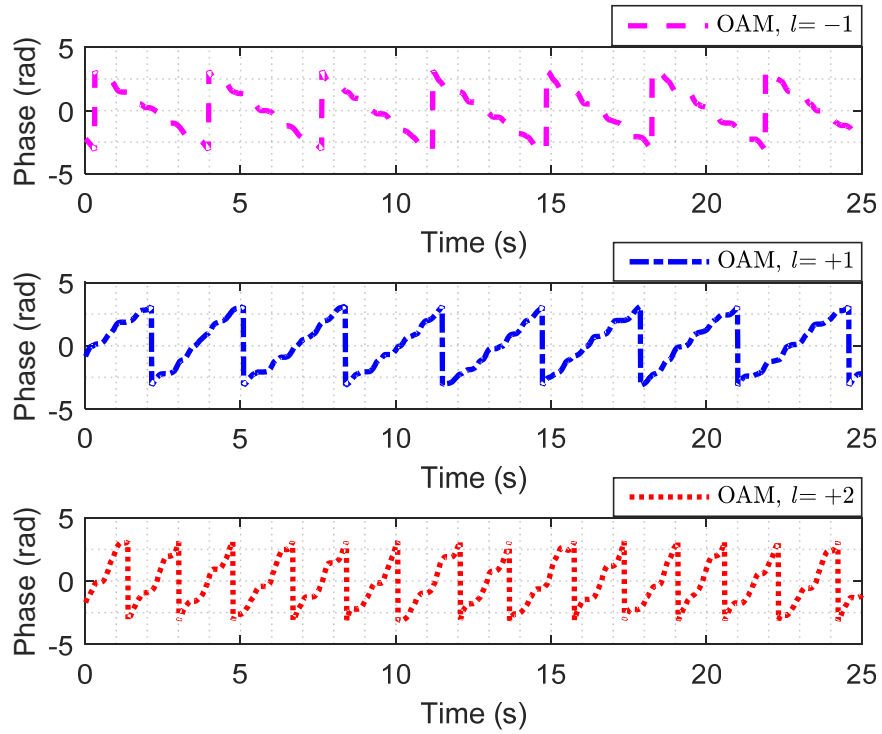 OAM, l= −1
Phase (rad)
5
0
-5
0 5 10 15 20 25
Time (s)
OAM, l= +1
Phase (rad)
5
0
-5
0 5 10 15 20 25
Time (s)
OAM, l= +2
Phase (rad)
5
0
-5
0 5 10 15 20 25
Time (s)